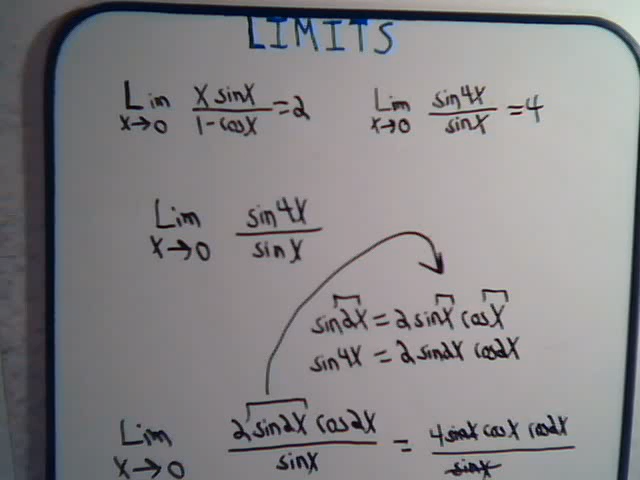 LIMITS
Lim x→0 x sinx / 1-cosx = 2
Lim x→0 sin4x / sinx = 4
Lim x→0 sin4x / sinx
sin2x = 2 sinx cosx
sin4x = 2 sin2x cos2x
Lim x→0 2 sin2x cos2x / sinx = 4 sinx cosx cos2x / sinx